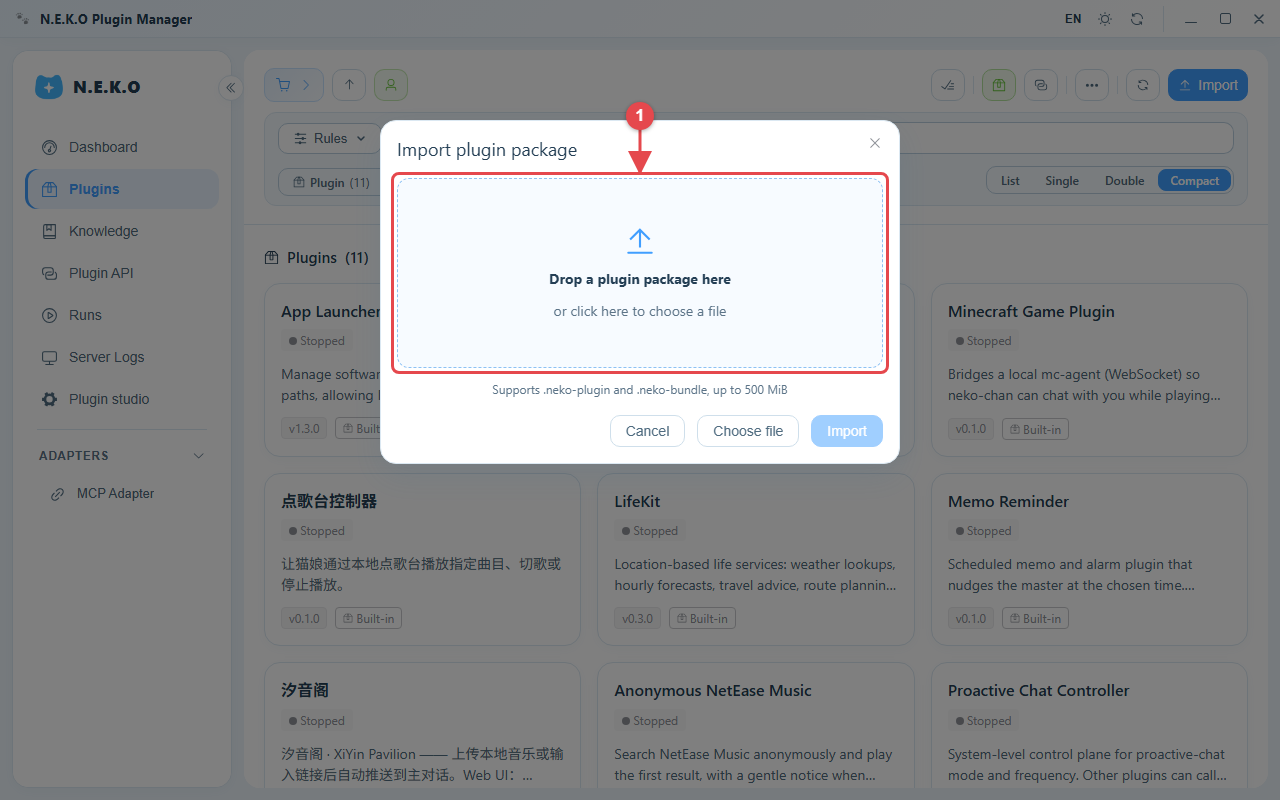 N.E.K.O Plugin Manager
EN
N.E.K.O
Import
Dashboard
Plugins
Knowledge
Plugin API
Runs
Server Logs
Plugin studio
ADAPTERS
MCP Adapter
Rules
Plugin (11)
List
Single
Double
Compact
1
Import plugin package
Drop a plugin package here
or click here to choose a file
Supports .neko-plugin and .neko-bundle, up to 500 MiB
Cancel
Choose file
Import
Plugins (11)
App Launcher
Stopped
Manage softwar
paths, allowing
v1.3.0
Built-
Minecraft Game Plugin
Stopped
Bridges a local mc-agent (WebSocket) so
neko-chan can chat with you while playing...
v0.1.0
Built-in
点歌台控制器
Stopped
让猫娘通过本地点歌台播放指定曲目、切歌或
停止播放。
v0.1.0
Built-in
LifeKit
Stopped
Location-based life services: weather lookups,
hourly forecasts, travel advice, route plannin...
v0.3.0
Built-in
Memo Reminder
Stopped
Scheduled memo and alarm plugin that
nudges the master at the chosen time....
v0.1.0
Built-in
汐音阁
Stopped
汐音阁 · XiYin Pavilion —— 上传本地音乐或输
入链接后自动推送到主对话。Web UI：...
Anonymous NetEase Music
Stopped
Search NetEase Music anonymously and play
the first result, with a gentle notice when...
Proactive Chat Controller
Stopped
System-level control plane for proactive-chat
mode and frequency. Other plugins can call...